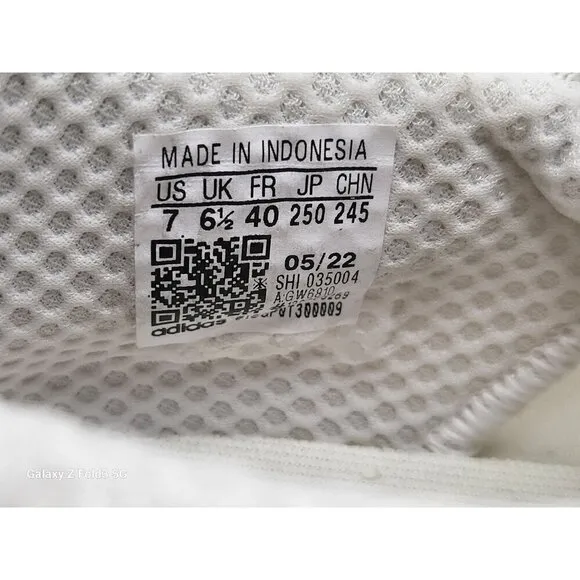 MADE IN INDONESIA
US UK FR JP CHN
7 6½ 40 250 245
05/22
SHI 035004
A:GW6910
adidas
Galaxy Z Fold5 5G